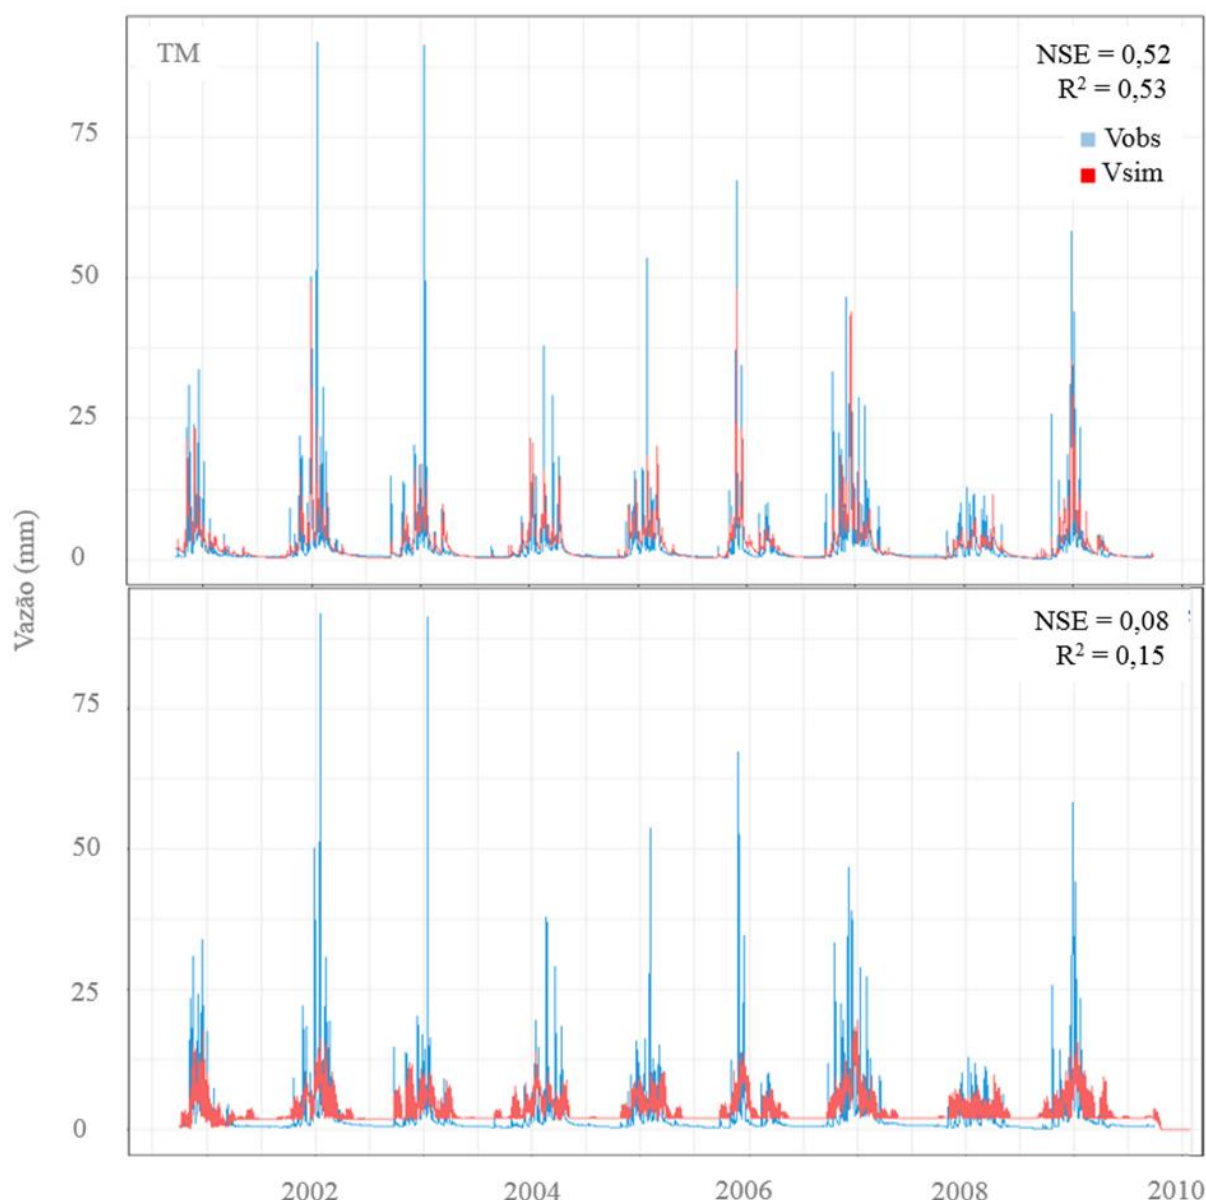 TM
NSE = 0,52
R² = 0,53
Vobs
Vsim
75
50
25
0
Vazão (mm)
NSE = 0,08
R² = 0,15
75
50
25
0
2002 2004 2006 2008 2010